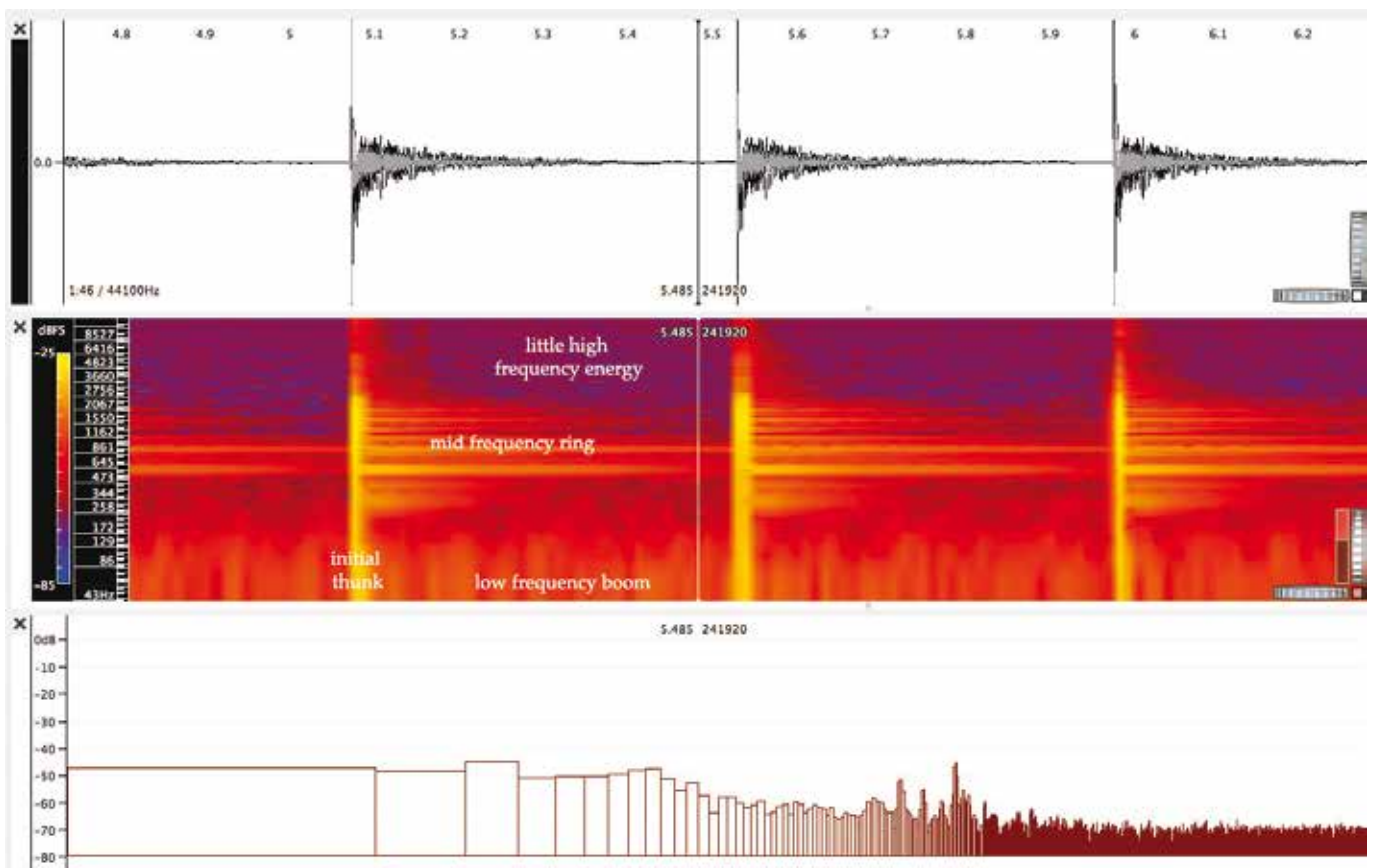 4.8 4.9 5 5.1 5.2 5.3 5.4 5.5 5.6 5.7 5.8 5.9 6 6.1 6.2
0.0
1:46 / 44100Hz 5.485 241920
dBFS
-25
-85
8527
6416
4823
3660
2756
2067
1550
1162
861
645
473
344
258
172
129
86
43Hz
5.485 241920
little high
frequency energy
mid frequency ring
initial
thunk
low frequency boom
5.485 241920
0dB
-10
-20
-30
-40
-50
-60
-70
-80